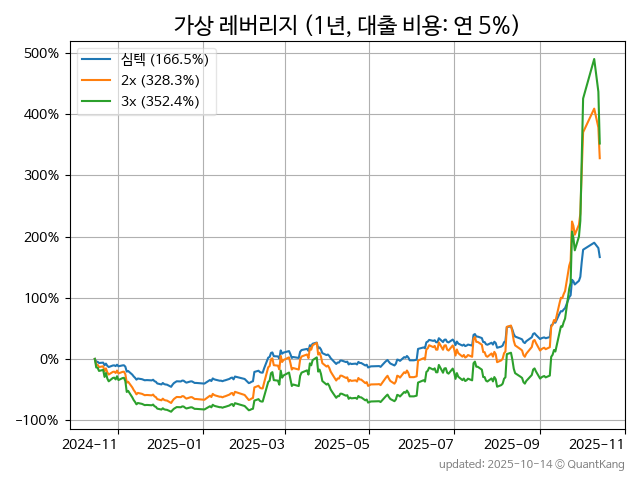 가상 레버리지 (1년, 대출 비용: 연 5%)
심텍 (166.5%)
2x (328.3%)
3x (352.4%)
500%
400%
300%
200%
100%
0%
−100%
2024-11 2025-01 2025-03 2025-05 2025-07 2025-09 2025-11
updated: 2025-10-14 © QuantKang